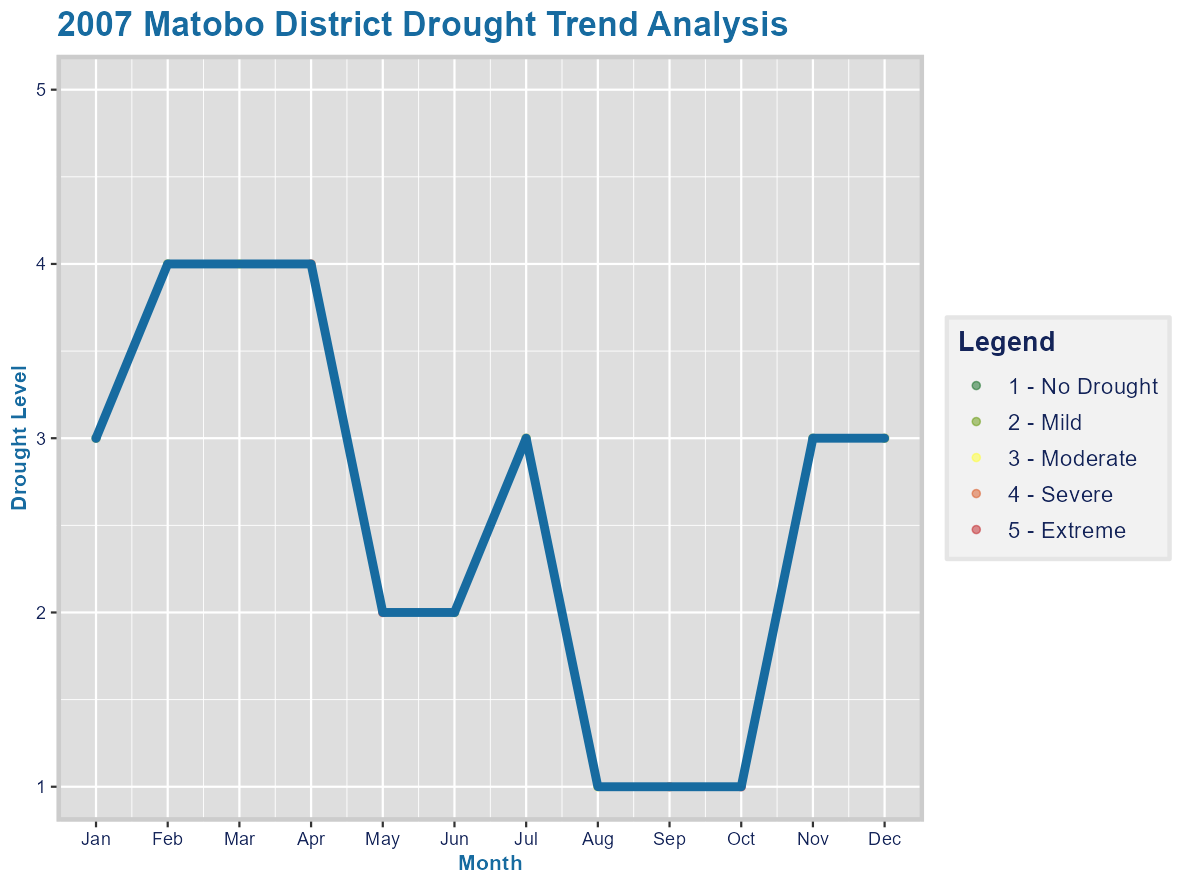 2007 Matobo District Drought Trend Analysis
5
4
3
2
1
Drought Level
Jan Feb Mar Apr May Jun Jul Aug Sep Oct Nov Dec
Month
Legend
1 - No Drought
2 - Mild
3 - Moderate
4 - Severe
5 - Extreme